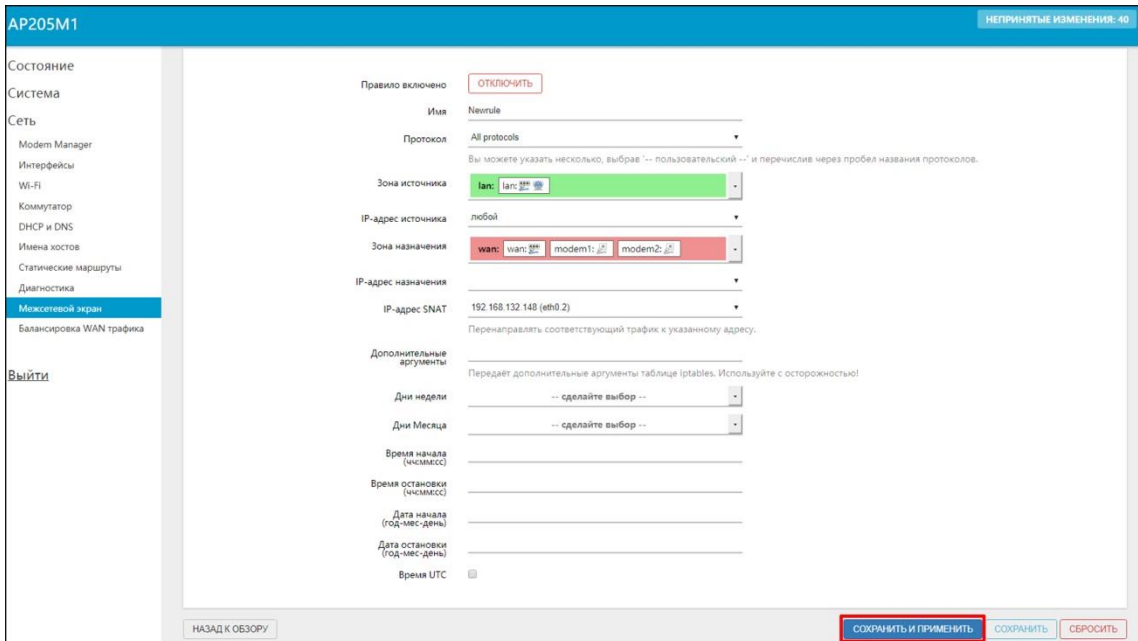 AP205M1
НЕПРИНЯТЫЕ ИЗМЕНЕНИЯ: 40
Состояние
Система
Сеть
Modem Manager
Интерфейсы
Wi-Fi
Коммутатор
DHCP и DNS
Имена хостов
Статические маршруты
Диагностика
Межсетевой экран
Балансировка WAN трафика
Выйти
Правило включено
ОТКЛЮЧИТЬ
Имя
Newrule
Протокол
All protocols
Вы можете указать несколько, выбрав '-- пользовательский --' и перечислив через пробел названия протоколов.
Зона источника
lan: lan:
IP-адрес источника
любой
Зона назначения
wan: wan: modem1: modem2:
IP-адрес назначения
IP-адрес SNAT
192.168.132.148 (eth0.2)
Перенаправлять соответствующий трафик к указанному адресу.
Дополнительные
аргументы
Передаёт дополнительные аргументы таблице iptables. Используйте с осторожностью!
Дни недели
-- сделайте выбор --
Дни Месяца
-- сделайте выбор --
Время начала
(чч:мм:сс)
Время остановки
(чч:мм:сс)
Дата начала
(год-мес-день)
Дата остановки
(год-мес-день)
Время UTC
НАЗАД К ОБЗОРУ
СОХРАНИТЬ И ПРИМЕНИТЬ
СОХРАНИТЬ
СБРОСИТЬ